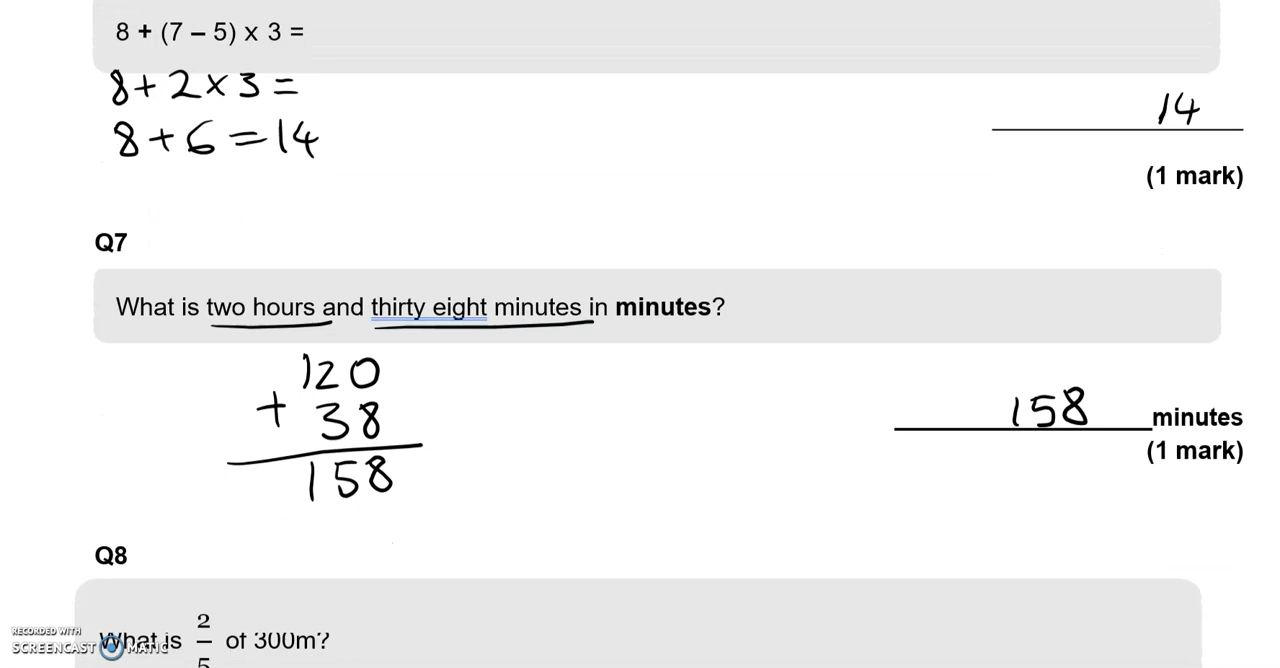 8 + (7 – 5) x 3 =
8+2×3=
8+6=14
14
(1 mark)
Q7
What is two hours and thirty eight minutes in minutes?
120
+ 38
158
158 minutes
(1 mark)
Q8
What is 2/5 of 300m?
RECORDED WITH
SCREENCAST MATIC